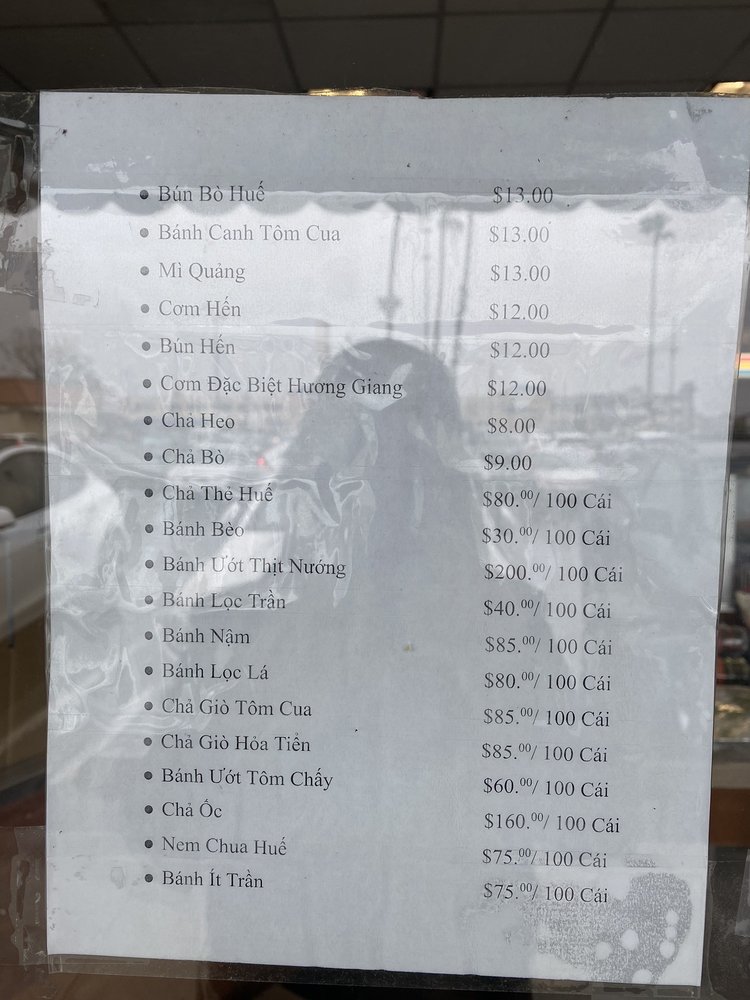 • Bún Bò Huế $13.00
• Bánh Canh Tôm Cua $13.00
• Mì Quảng $13.00
• Cơm Hến $12.00
• Bún Hến $12.00
• Cơm Đặc Biệt Hương Giang $12.00
• Chả Heo $8.00
• Chả Bò $9.00
• Chả Thẻ Huế $80.00/ 100 Cái
• Bánh Bèo $30.00/ 100 Cái
• Bánh Ướt Thịt Nướng $200.00/ 100 Cái
• Bánh Lọc Trần $40.00/ 100 Cái
• Bánh Nậm $85.00/ 100 Cái
• Bánh Lọc Lá $80.00/ 100 Cái
• Chả Giò Tôm Cua $85.00/ 100 Cái
• Chả Giò Hỏa Tiển $85.00/ 100 Cái
• Bánh Ướt Tôm Chấy $60.00/ 100 Cái
• Chả Ốc $160.00/ 100 Cái
• Nem Chua Huế $75.00/ 100 Cái
• Bánh Ít Trần $75.00/ 100 Cái